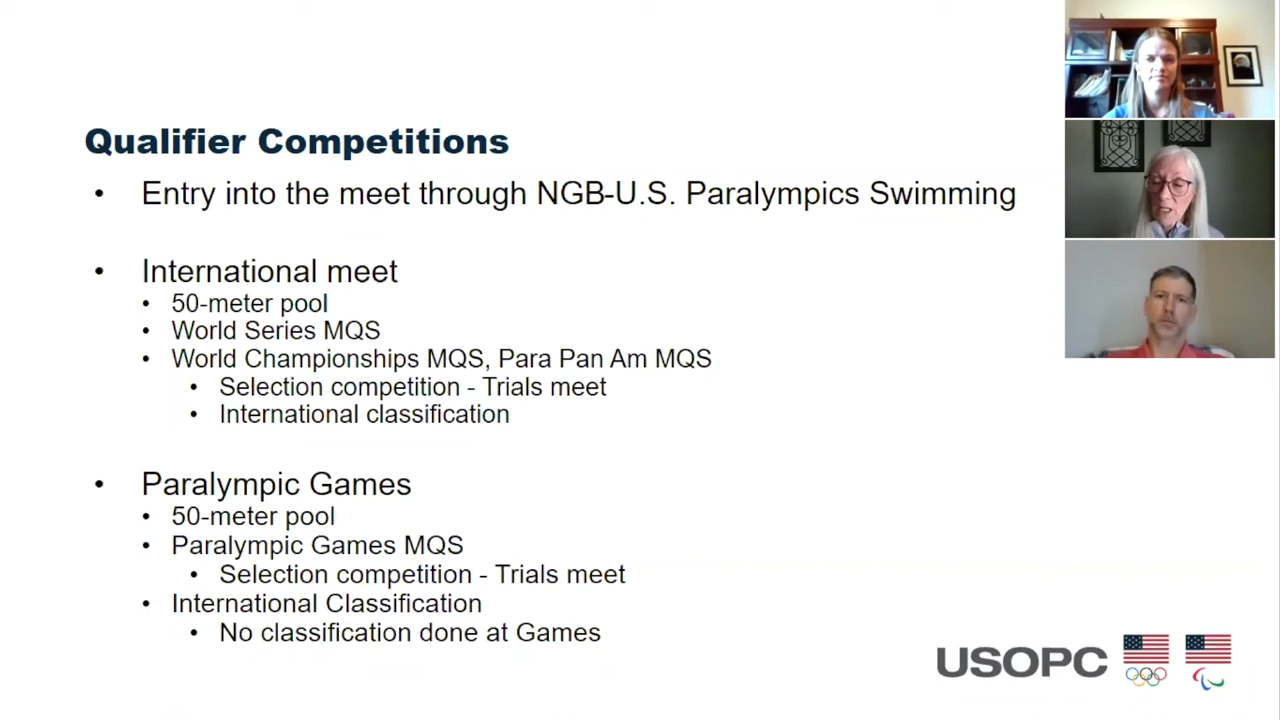 Qualifier Competitions
• Entry into the meet through NGB-U.S. Paralympics Swimming
• International meet
• 50-meter pool
• World Series MQS
• World Championships MQS, Para Pan Am MQS
• Selection competition - Trials meet
• International classification
• Paralympic Games
• 50-meter pool
• Paralympic Games MQS
• Selection competition - Trials meet
• International Classification
• No classification done at Games
USOPC